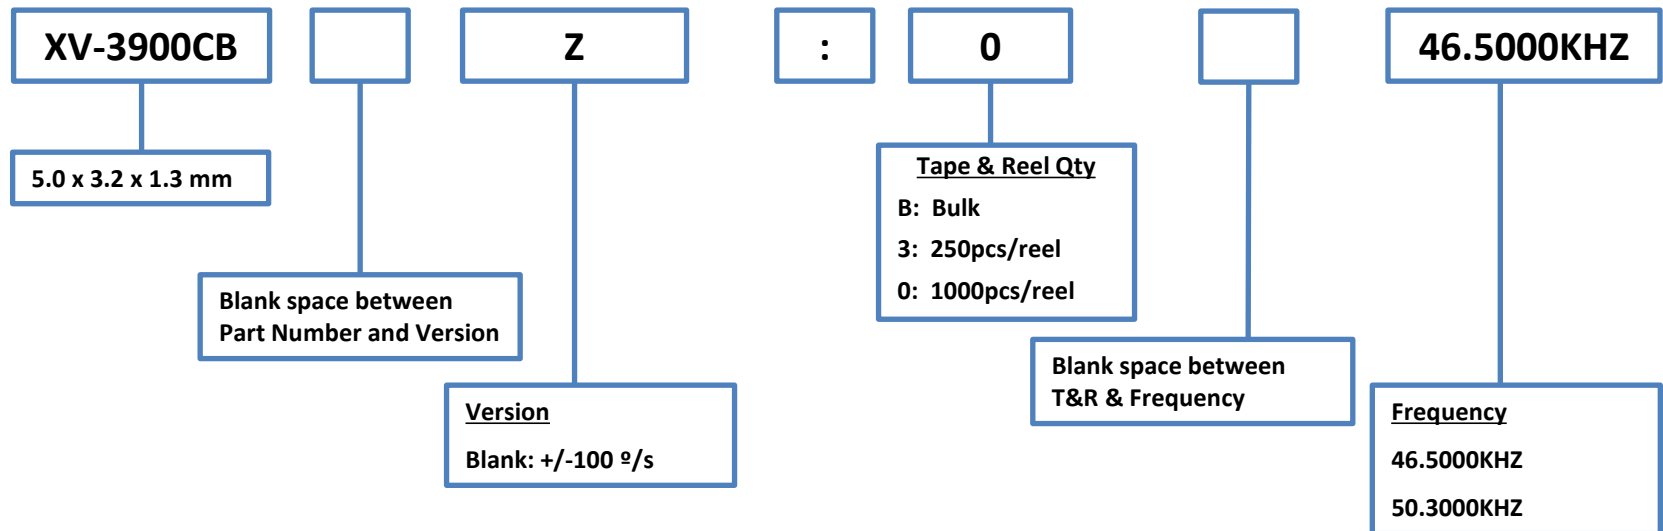 XV-3900CB Z : 0 46.5000KHZ
5.0 x 3.2 x 1.3 mm
Blank space between
Part Number and Version
Version
Blank: +/-100 º/s
Tape & Reel Qty
B: Bulk
3: 250pcs/reel
0: 1000pcs/reel
Blank space between
T&R & Frequency
Frequency
46.5000KHZ
50.3000KHZ